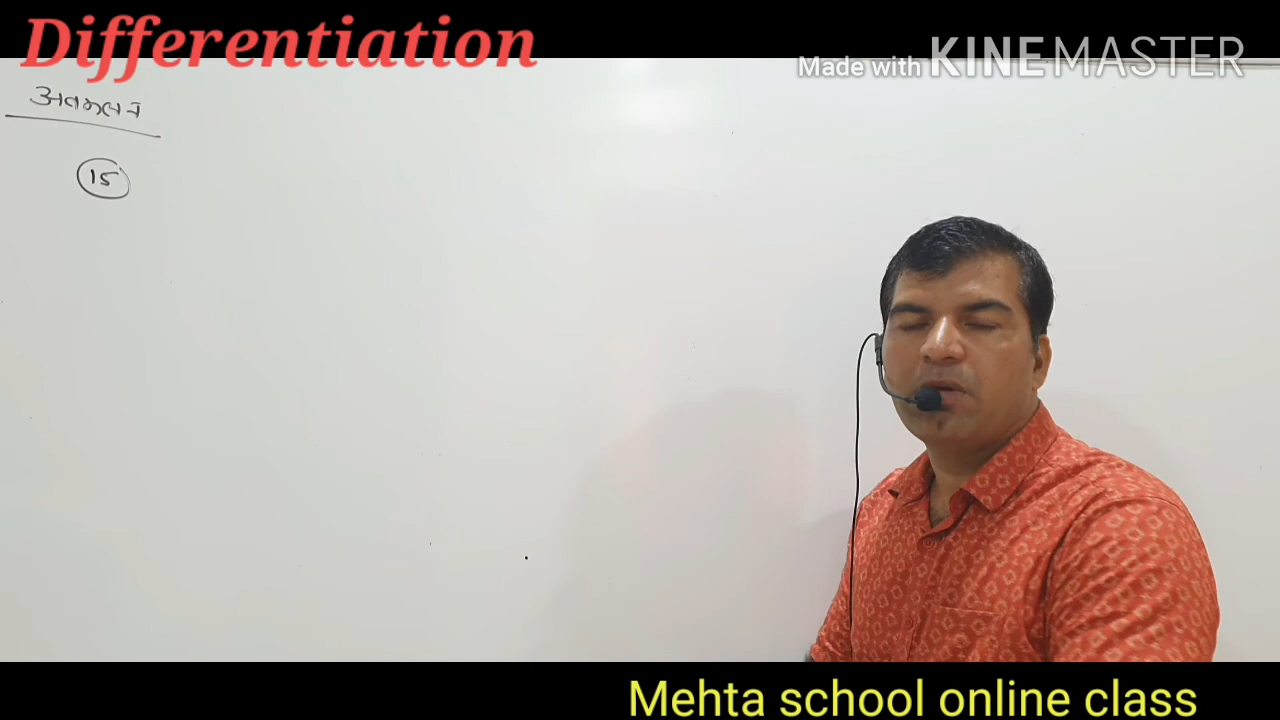 Differentiation
Made with KINEMASTER
अवकलन
15
Mehta school online class